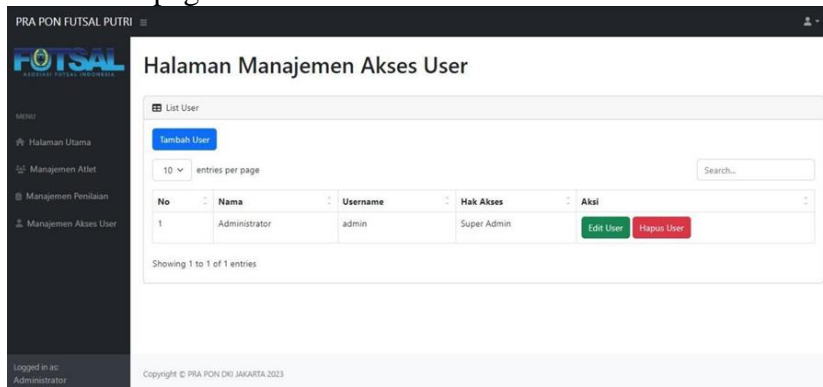 PRA PON FUTSAL PUTRI
FUTSAL
ASOSIASI FUTSAL INDONESIA
Halaman Manajemen Akses User
MENU
Halaman Utama
Manajemen Atlet
Manajemen Penilaian
Manajemen Akses User
List User
Tambah User
10 entries per page
Search...
No Nama Username Hak Akses Aksi
1 Administrator admin Super Admin Edit User Hapus User
Showing 1 to 1 of 1 entries
Logged in as:
Administrator
Copyright © PRA PON DKI JAKARTA 2023